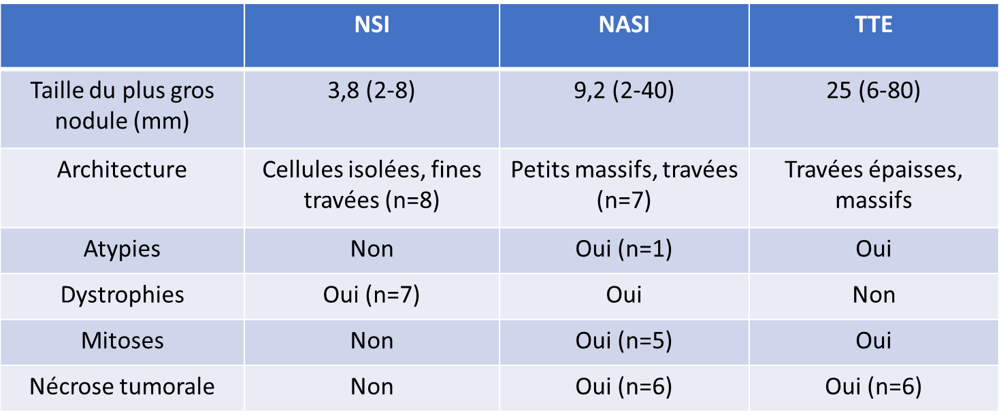 NSI NASI TTE
Taille du plus gros 3,8 (2-8) 9,2 (2-40) 25 (6-80)
nodule (mm)
Architecture Cellules isolées, fines Petits massifs, travées Travées épaisses,
travées (n=8) (n=7) massifs
Atypies Non Oui (n=1) Oui
Dystrophies Oui (n=7) Oui Non
Mitoses Non Oui (n=5) Oui
Nécrose tumorale Non Oui (n=6) Oui (n=6)